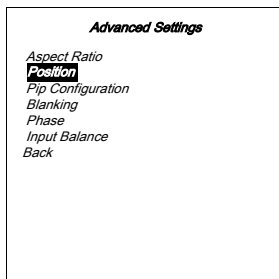 Advanced Settings
Aspect Ratio
Position
Pip Configuration
Blanking
Phase
Input Balance
Back